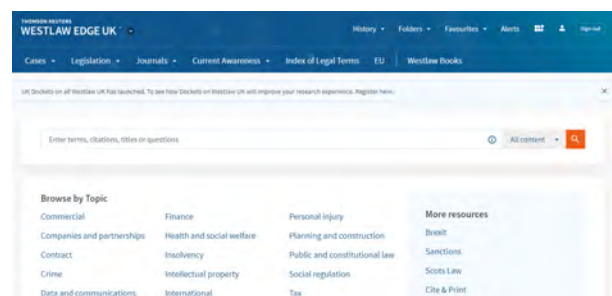 THOMSON REUTERS
WESTLAW EDGE UK
History Folders Favourites Alerts Sign out
Cases Legislation Journals Current Awareness Index of Legal Terms EU Westlaw Books
UK Dockets on all Westlaw UK has launched. To see how Dockets on Westlaw UK will improve your research experience. Register here.
Enter terms, citations, titles or questions All content
Browse by Topic
Commercial Finance Personal injury
Companies and partnerships Health and social welfare Planning and construction
Contract Insolvency Public and constitutional law
Crime Intellectual property Social regulation
Data and communications International Tax
More resources
Brexit
Sanctions
Scots Law
Cite & Print